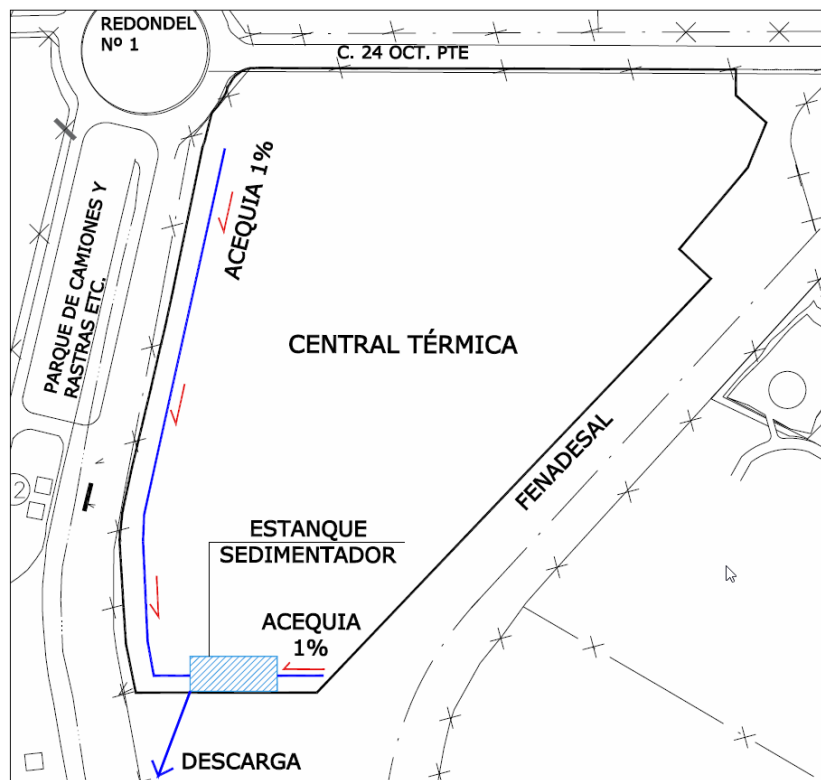 REDONDEL
Nº 1
C. 24 OCT. PTE
ACEQUIA 1%
PARQUE DE CAMIONES Y
RASTRAS ETC.
CENTRAL TÉRMICA
FENADESAL
2
ESTANQUE
SEDIMENTADOR
ACEQUIA
1%
DESCARGA